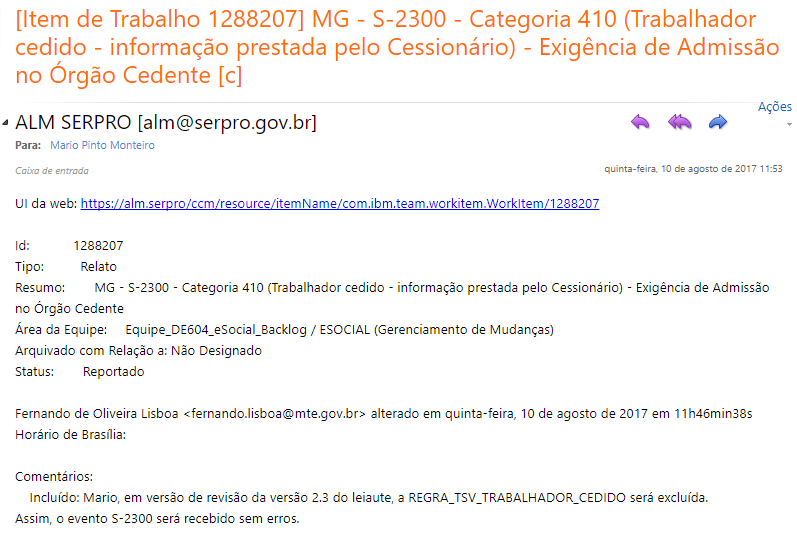 [Item de Trabalho 1288207] MG - S-2300 - Categoria 410 (Trabalhador
cedido - informação prestada pelo Cessionário) - Exigência de Admissão
no Órgão Cedente [c]
Ações
ALM SERPRO [alm@serpro.gov.br]
Para: Mario Pinto Monteiro
Caixa de entrada
quinta-feira, 10 de agosto de 2017 11:53
UI da web: https://alm.serpro/ccm/resource/itemName/com.ibm.team.workitem.WorkItem/1288207
Id: 1288207
Tipo: Relato
Resumo: MG - S-2300 - Categoria 410 (Trabalhador cedido - informação prestada pelo Cessionário) - Exigência de Admissão
no Órgão Cedente
Área da Equipe: Equipe_DE604_eSocial_Backlog / ESOCIAL (Gerenciamento de Mudanças)
Arquivado com Relação a: Não Designado
Status: Reportado
Fernando de Oliveira Lisboa <fernando.lisboa@mte.gov.br> alterado em quinta-feira, 10 de agosto de 2017 em 11h46min38s
Horário de Brasília:
Comentários:
Incluído: Mario, em versão de revisão da versão 2.3 do leiaute, a REGRA_TSV_TRABALHADOR_CEDIDO será excluída.
Assim, o evento S-2300 será recebido sem erros.